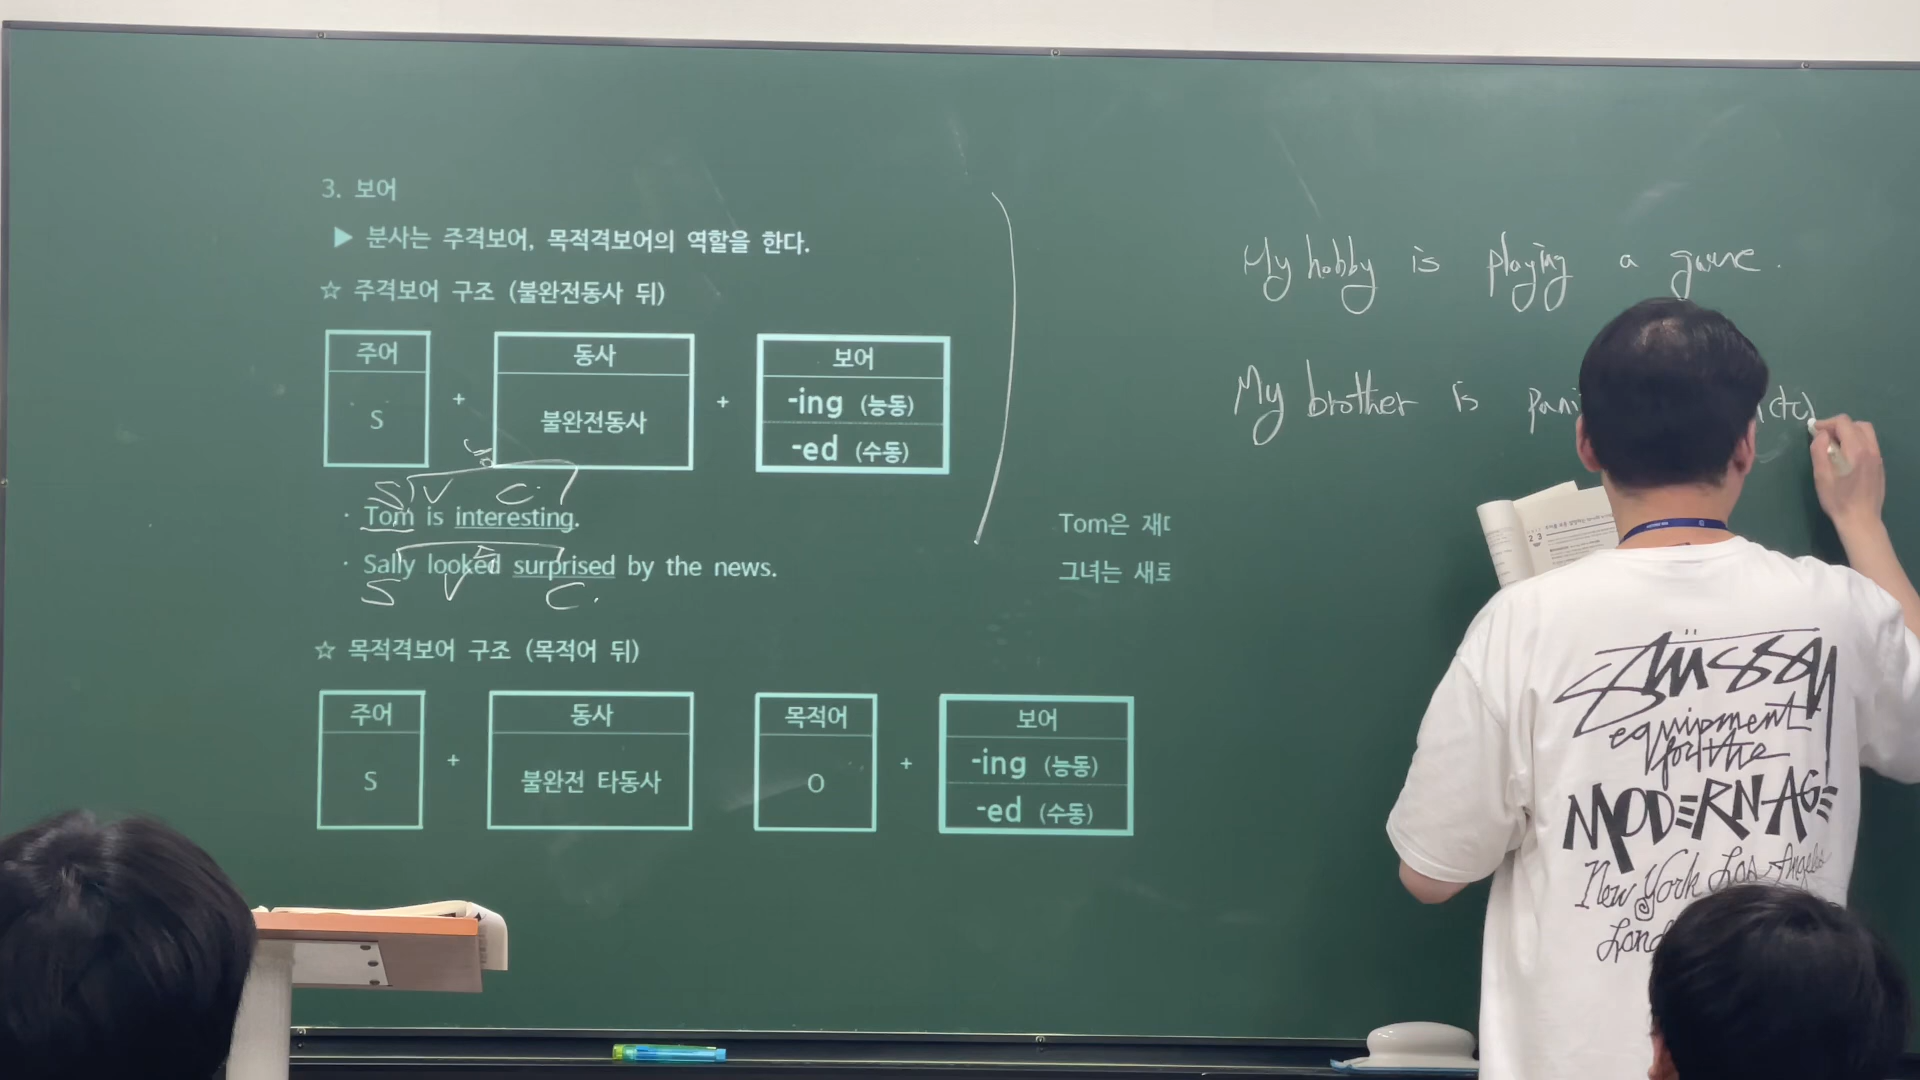 3. 보어
▶ 분사는 주격보어, 목적격보어의 역할을 한다.
☆ 주격보어 구조 (불완전동사 뒤)
주어 동사 보어
S + 불완전동사 + -ing (능동)
-ed (수동)
S V C.
· Tom is interesting.
Tom은 재
· Sally looked surprised by the news.
그녀는 새로
S V C.
☆ 목적격보어 구조 (목적어 뒤)
주어 동사 목적어 보어
S + 불완전 타동사 O + -ing (능동)
-ed (수동)
My hobby is playing a game.
My brother is
Stüssy
equipment
for the
MODERN AGE
New York Los Angeles